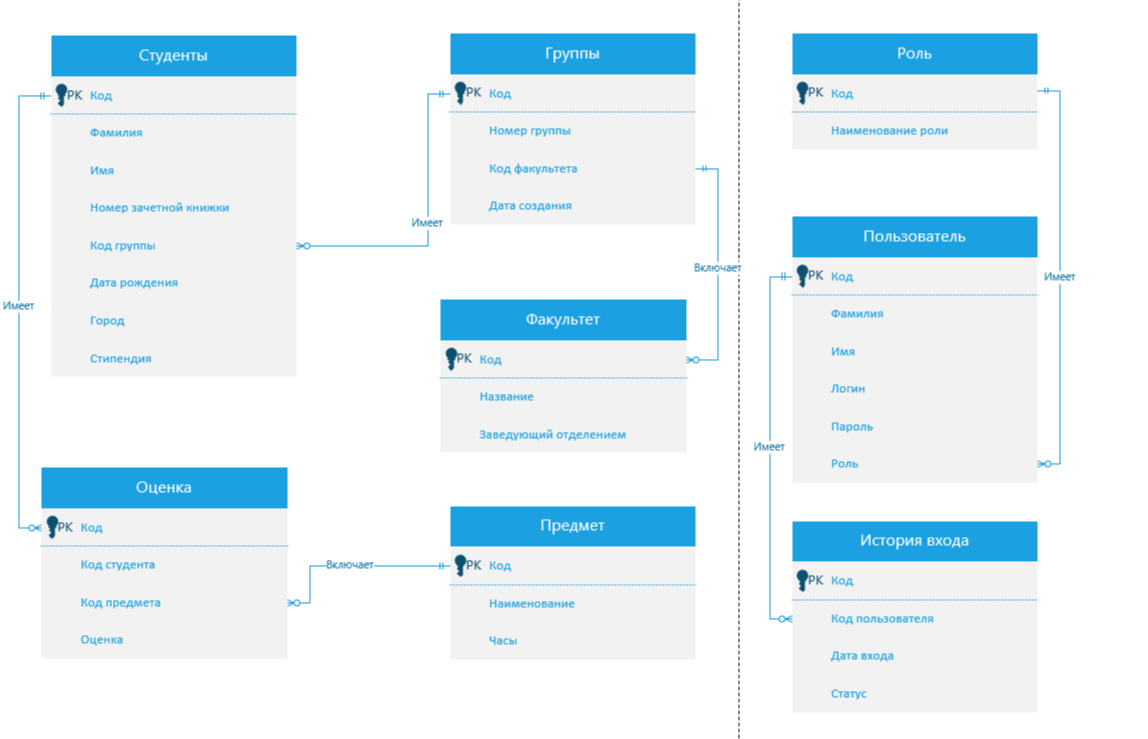 Студенты
PK Код
Фамилия
Имя
Номер зачетной книжки
Код группы
Дата рождения
Город
Стипендия
Имеет
Имеет
Группы
PK Код
Номер группы
Код факультета
Дата создания
Включает
Факультет
PK Код
Название
Заведующий отделением
Оценка
PK Код
Код студента
Код предмета
Оценка
Включает
Предмет
PK Код
Наименование
Часы
Роль
PK Код
Наименование роли
Имеет
Пользователь
PK Код
Фамилия
Имя
Логин
Пароль
Роль
Имеет
История входа
PK Код
Код пользователя
Дата входа
Статус